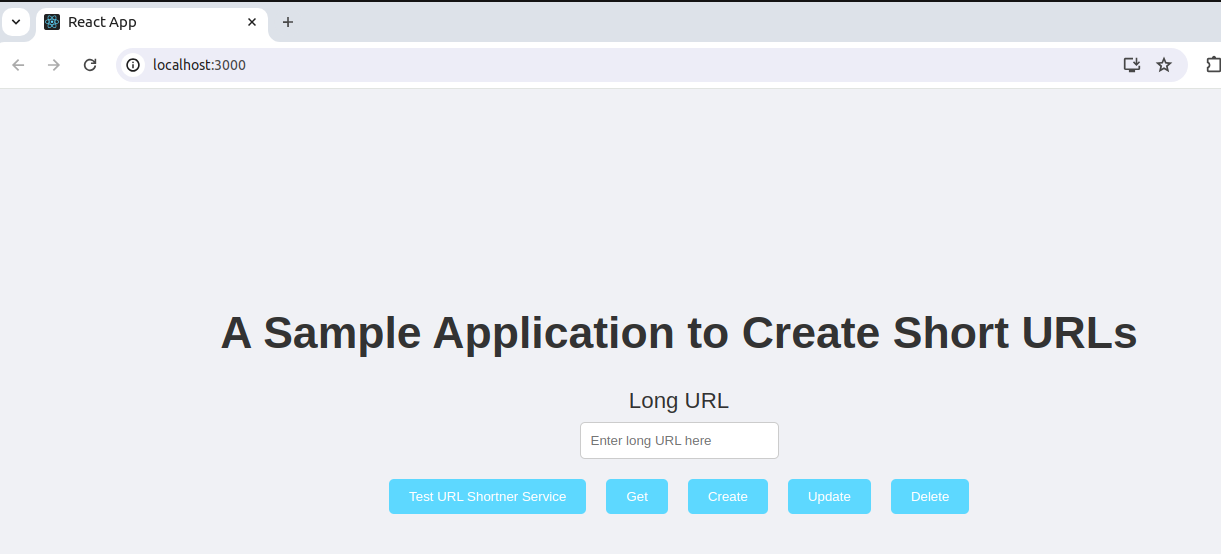 React App
localhost:3000
A Sample Application to Create Short URLs
Long URL
Enter long URL here
Test URL Shortner Service Get Create Update Delete